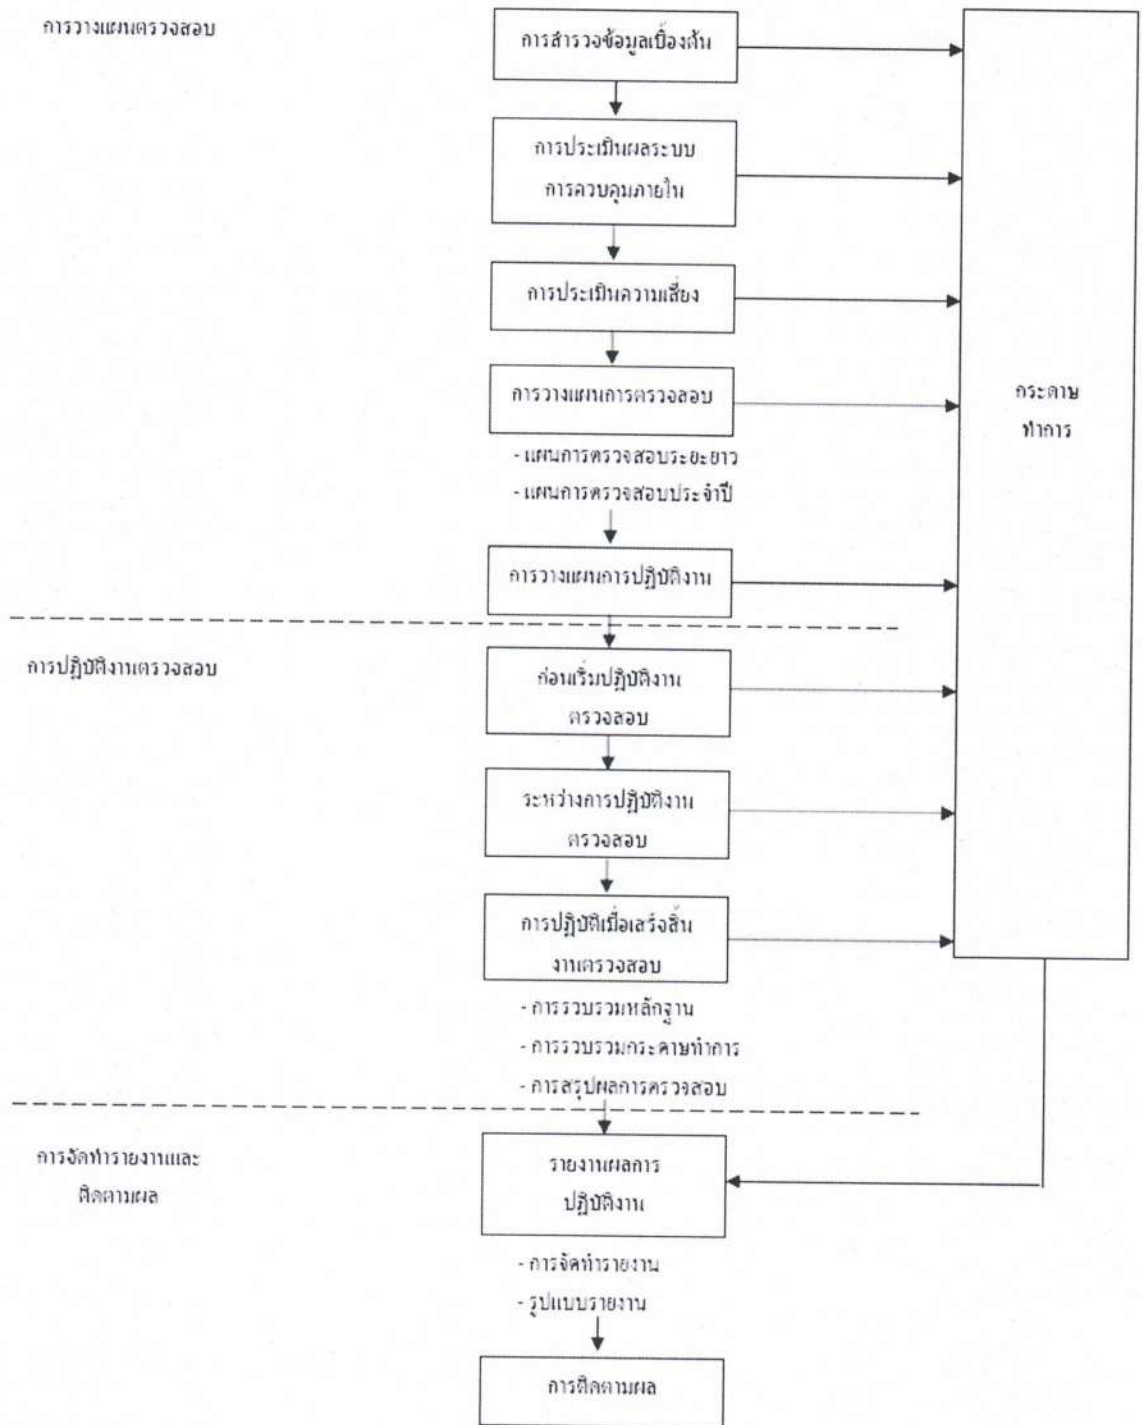 การวางแผนตรวจสอบ
การสำรวจข้อมูลเบื้องต้น
การประเมินผลระบบ
การควบคุมภายใน
การประเมินความเสี่ยง
การวางแผนการตรวจสอบ
- แผนการตรวจสอบระยะยาว
- แผนการตรวจสอบประจำปี
การวางแผนการปฏิบัติงาน
กระดาษ
ทำการ
การปฏิบัติงานตรวจสอบ
ก่อนเริ่มปฏิบัติงาน
ตรวจสอบ
ระหว่างการปฏิบัติงาน
ตรวจสอบ
การปฏิบัติเมื่อเสร็จสิ้น
งานตรวจสอบ
- การรวบรวมหลักฐาน
- การรวบรวมกระดาษทำการ
- การสรุปผลการตรวจสอบ
การจัดทำรายงานและ
ติดตามผล
รายงานผลการ
ปฏิบัติงาน
- การจัดทำรายงาน
- รูปแบบรายงาน
การติดตามผล